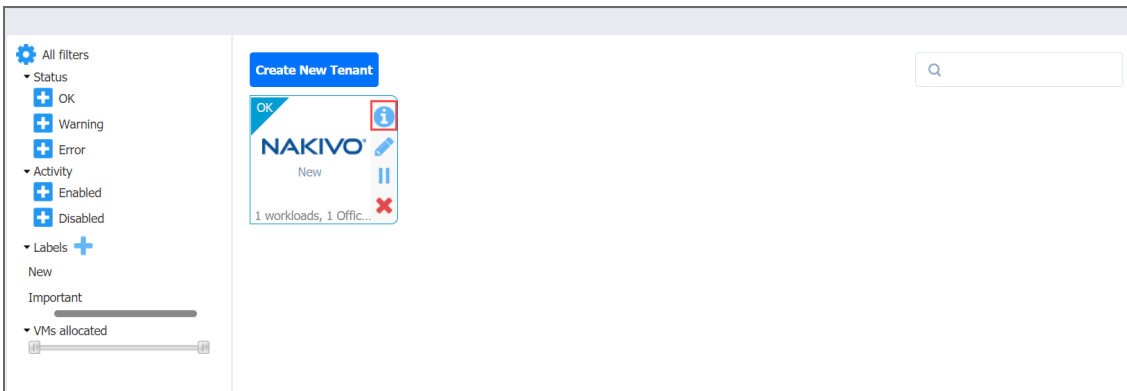 All filters
Status
OK
Warning
Error
Activity
Enabled
Disabled
Labels
New
Important
VMs allocated
Create New Tenant
OK
NAKIVO®
New
1 workloads, 1 Offic...